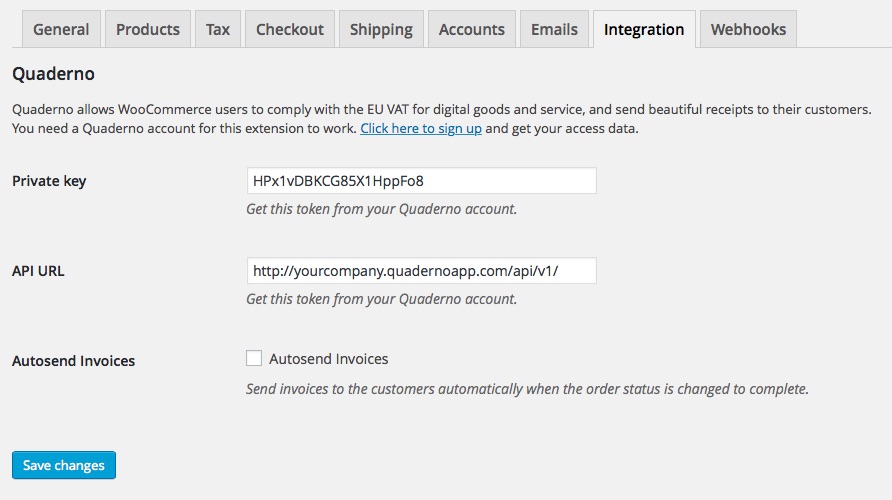 General Products Tax Checkout Shipping Accounts Emails Integration Webhooks
Quaderno
Quaderno allows WooCommerce users to comply with the EU VAT for digital goods and service, and send beautiful receipts to their customers.
You need a Quaderno account for this extension to work. Click here to sign up and get your access data.
Private key HPx1vDBKCG85X1HppFo8
Get this token from your Quaderno account.
API URL http://yourcompany.quadernoapp.com/api/v1/
Get this token from your Quaderno account.
Autosend Invoices Autosend Invoices
Send invoices to the customers automatically when the order status is changed to complete.
Save changes